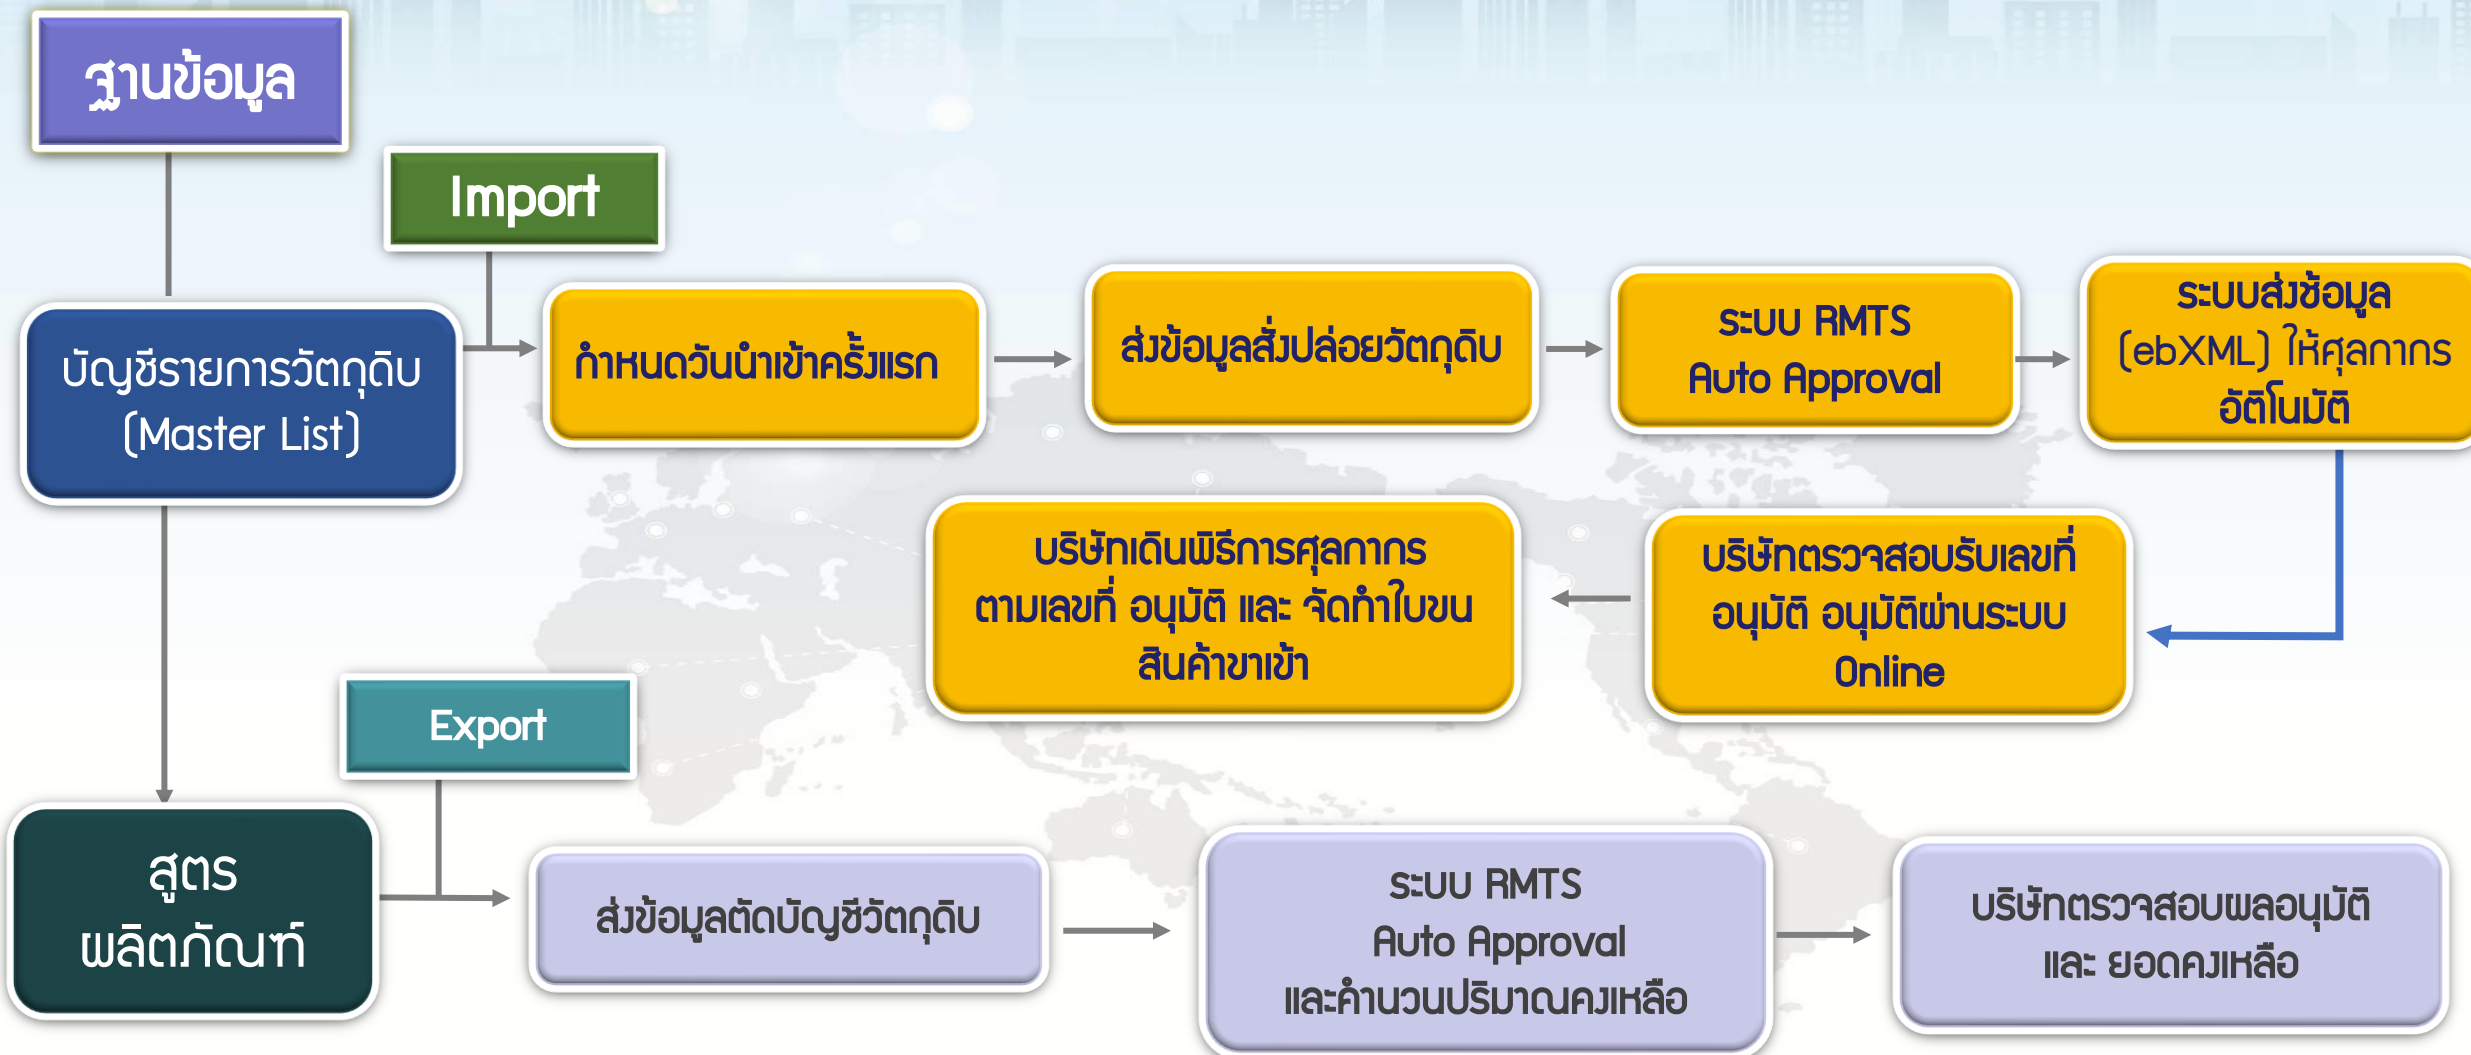 ฐานข้อมูล
Import
บัญชีรายการวัตถุดิบ
(Master List)
กำหนดวันนำเข้าครั้งแรก
ส่งข้อมูลสั่งปล่อยวัตถุดิบ
ระบบ RMTS
Auto Approval
ระบบส่งช้อมูล
(ebXML) ให้ศุลกากร
อัติโนมัติ
บริษัทเดินพิธีการศุลกากร
ตามเลขที่ อนุมัติ และ จัดทำใบขน
สินค้าขาเข้า
บริษัทตรวจสอบรับเลขที่
อนุมัติ อนุมัติผ่านระบบ
Online
Export
สูตร
ผลิตภัณฑ์
ส่งข้อมูลตัดบัญชีวัตถุดิบ
ระบบ RMTS
Auto Approval
และคำนวนปริมาณคงเหลือ
บริษัทตรวจสอบผลอนุมัติ
และ ยอดคงเหลือ